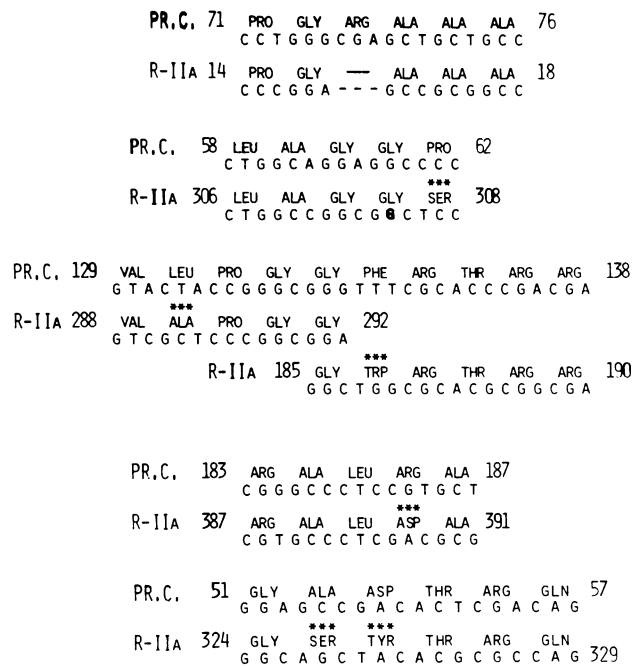 PR.C. 71 PRO GLY ARG ALA ALA ALA 76
C C T G G G C G A G C T G C T G C C
R-IIA 14 PRO GLY — ALA ALA ALA 18
C C C G G A - - - G C C G C G G C C
PR.C. 58 LEU ALA GLY GLY PRO 62
C T G G C A G G A G G C C C C
***
R-IIA 306 LEU ALA GLY GLY SER 308
C T G G C C G G C G G C T C C
PR.C. 129 VAL LEU PRO GLY GLY PHE ARG THR ARG ARG 138
G T A C T A C C G G G C G G G T T T C G C A C C C G A C G A
***
R-IIA 288 VAL ALA PRO GLY GLY 292
G T C G C T C C C G G C G G A
***
R-IIA 185 GLY TRP ARG THR ARG ARG 190
G G C T G G C G C A C G C G G C G A
PR.C. 183 ARG ALA LEU ARG ALA 187
C G G G C C C T C C G T G C T
***
R-IIA 387 ARG ALA LEU ASP ALA 391
C G T G C C C T C G A C G C G
PR.C. 51 GLY ALA ASP THR ARG GLN 57
G G A G C C G A C A C T C G A C A G
*** ***
R-IIA 324 GLY SER TYR THR ARG GLN
G G C A G C T A C A C G C G C C A G 329